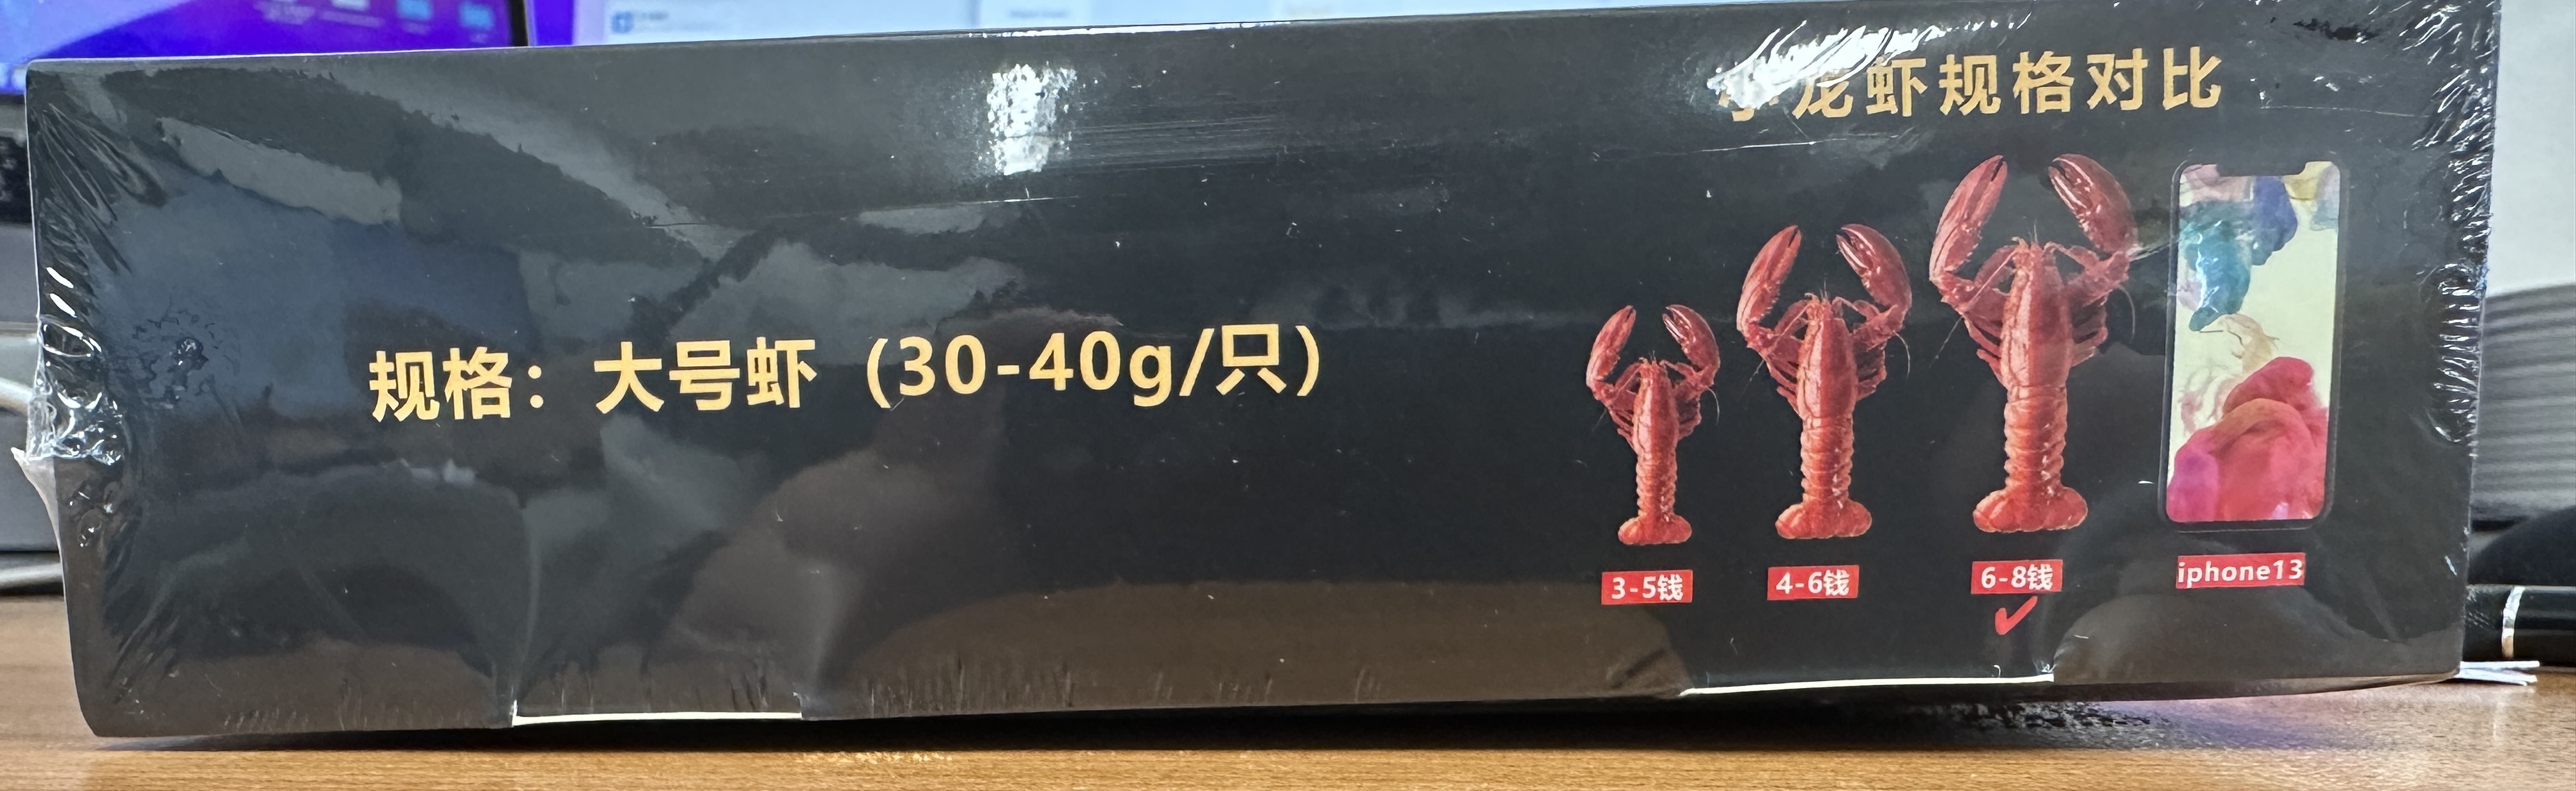 小龙虾规格对比
规格：大号虾（30-40g/只）
3-5钱
4-6钱
6-8钱
iphone13